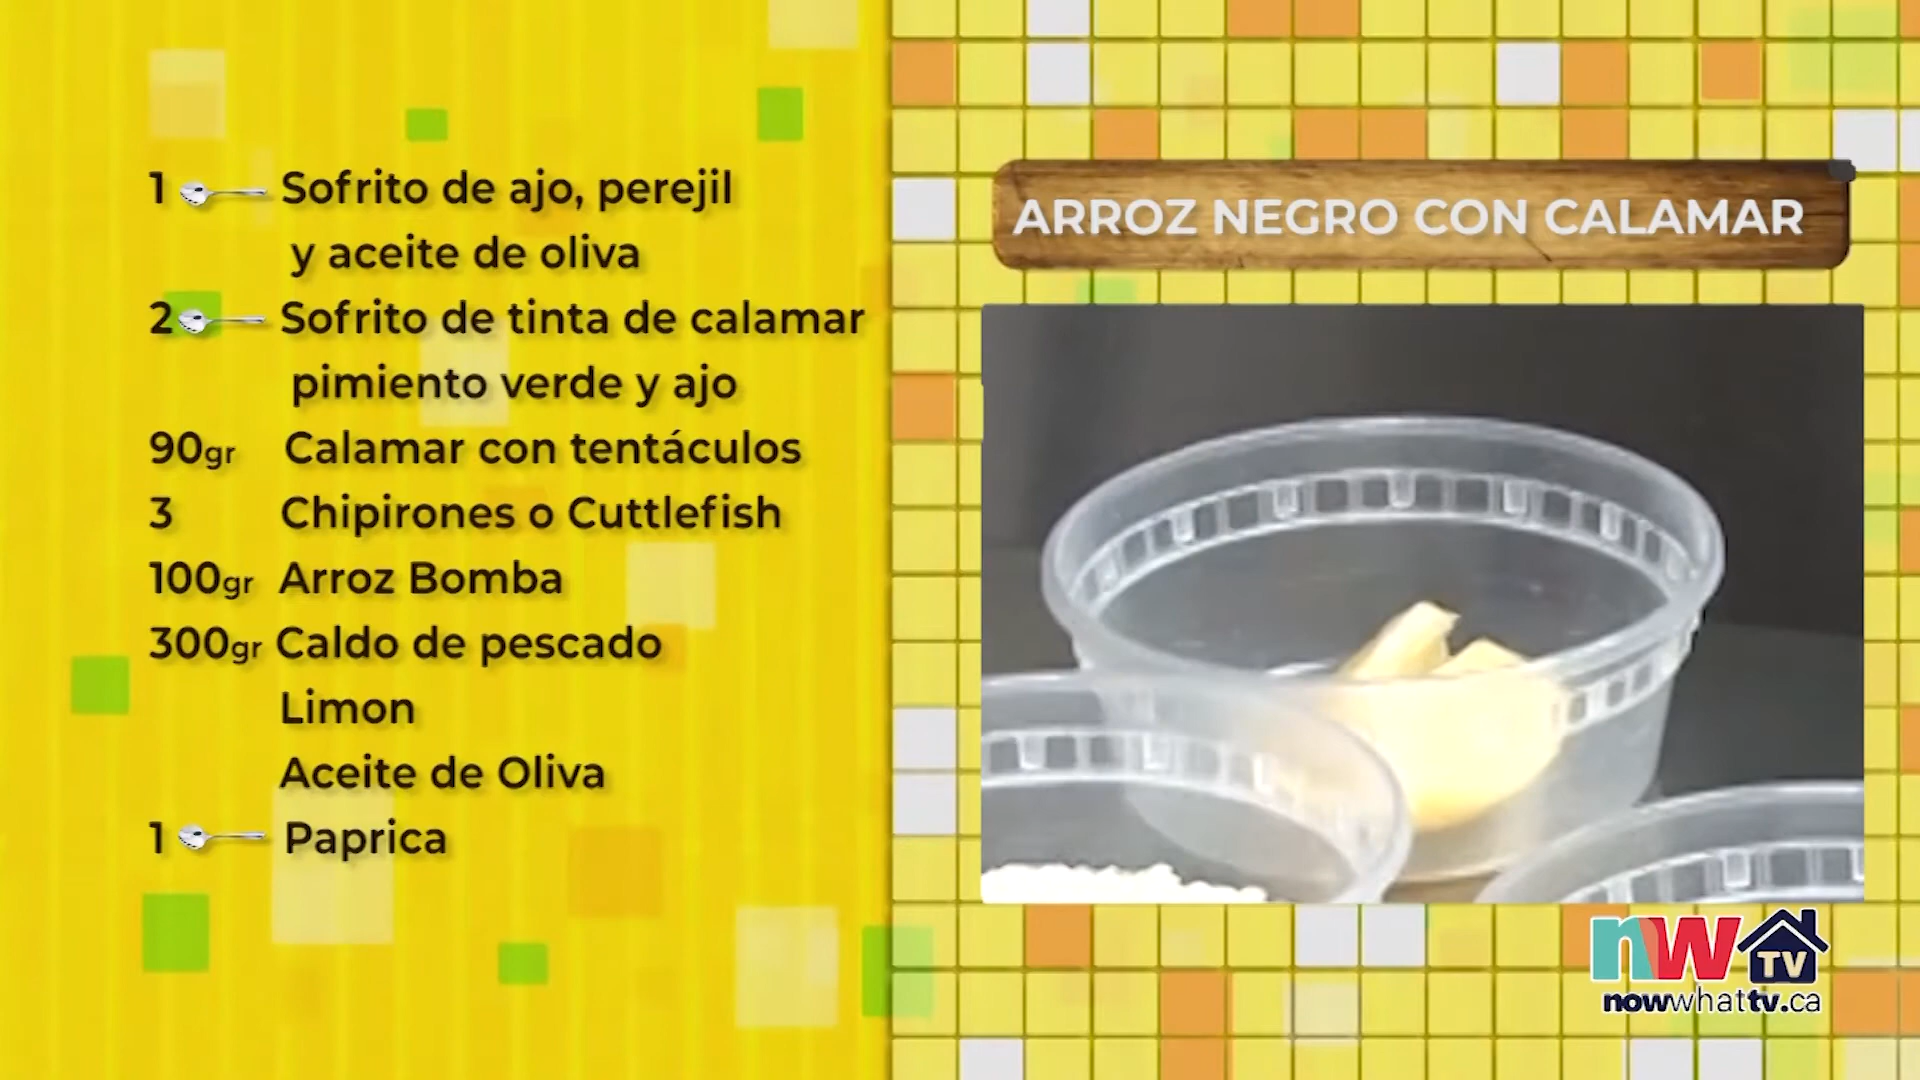 1 Sofrito de ajo, perejil
y aceite de oliva
2 Sofrito de tinta de calamar
pimiento verde y ajo
90gr Calamar con tentáculos
3 Chipirones o Cuttlefish
100gr Arroz Bomba
300gr Caldo de pescado
Limon
Aceite de Oliva
1 Paprica
ARROZ NEGRO CON CALAMAR
nw TV
nowwhattv.ca